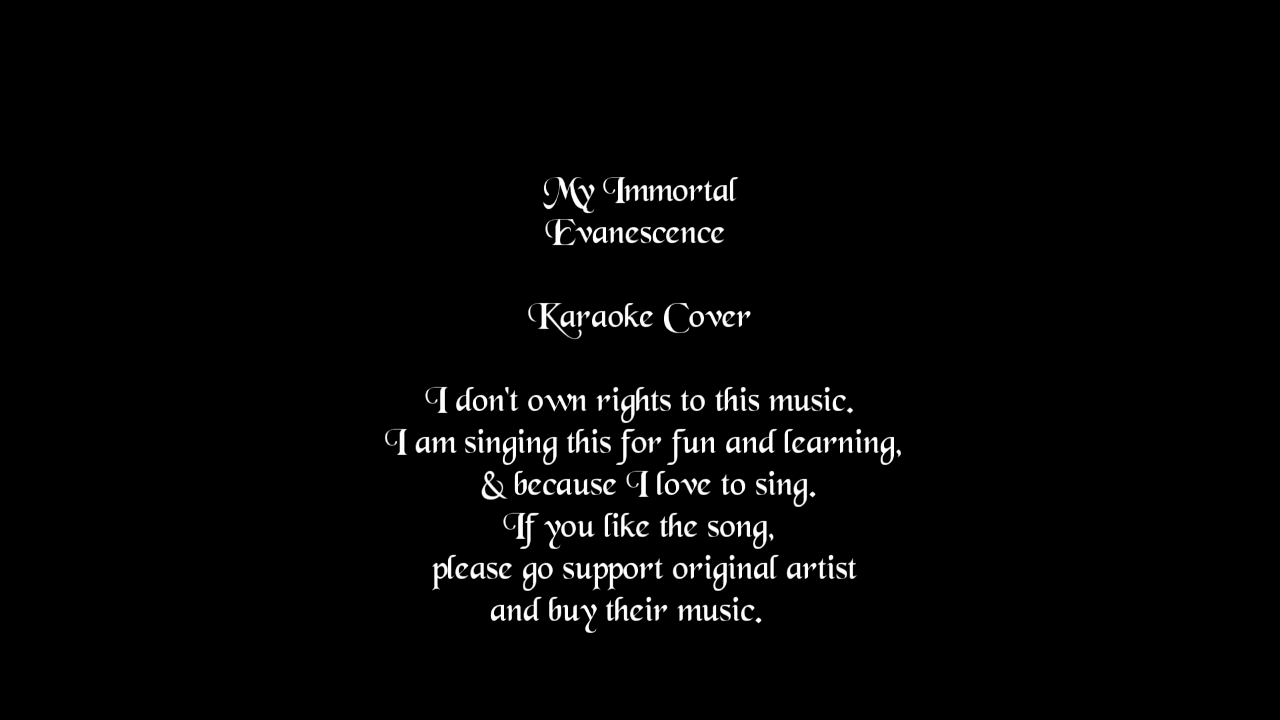 My Immortal
Evanescence
Karaoke Cover
I don't own rights to this music.
I am singing this for fun and learning,
& because I love to sing.
If you like the song,
please go support original artist
and buy their music.